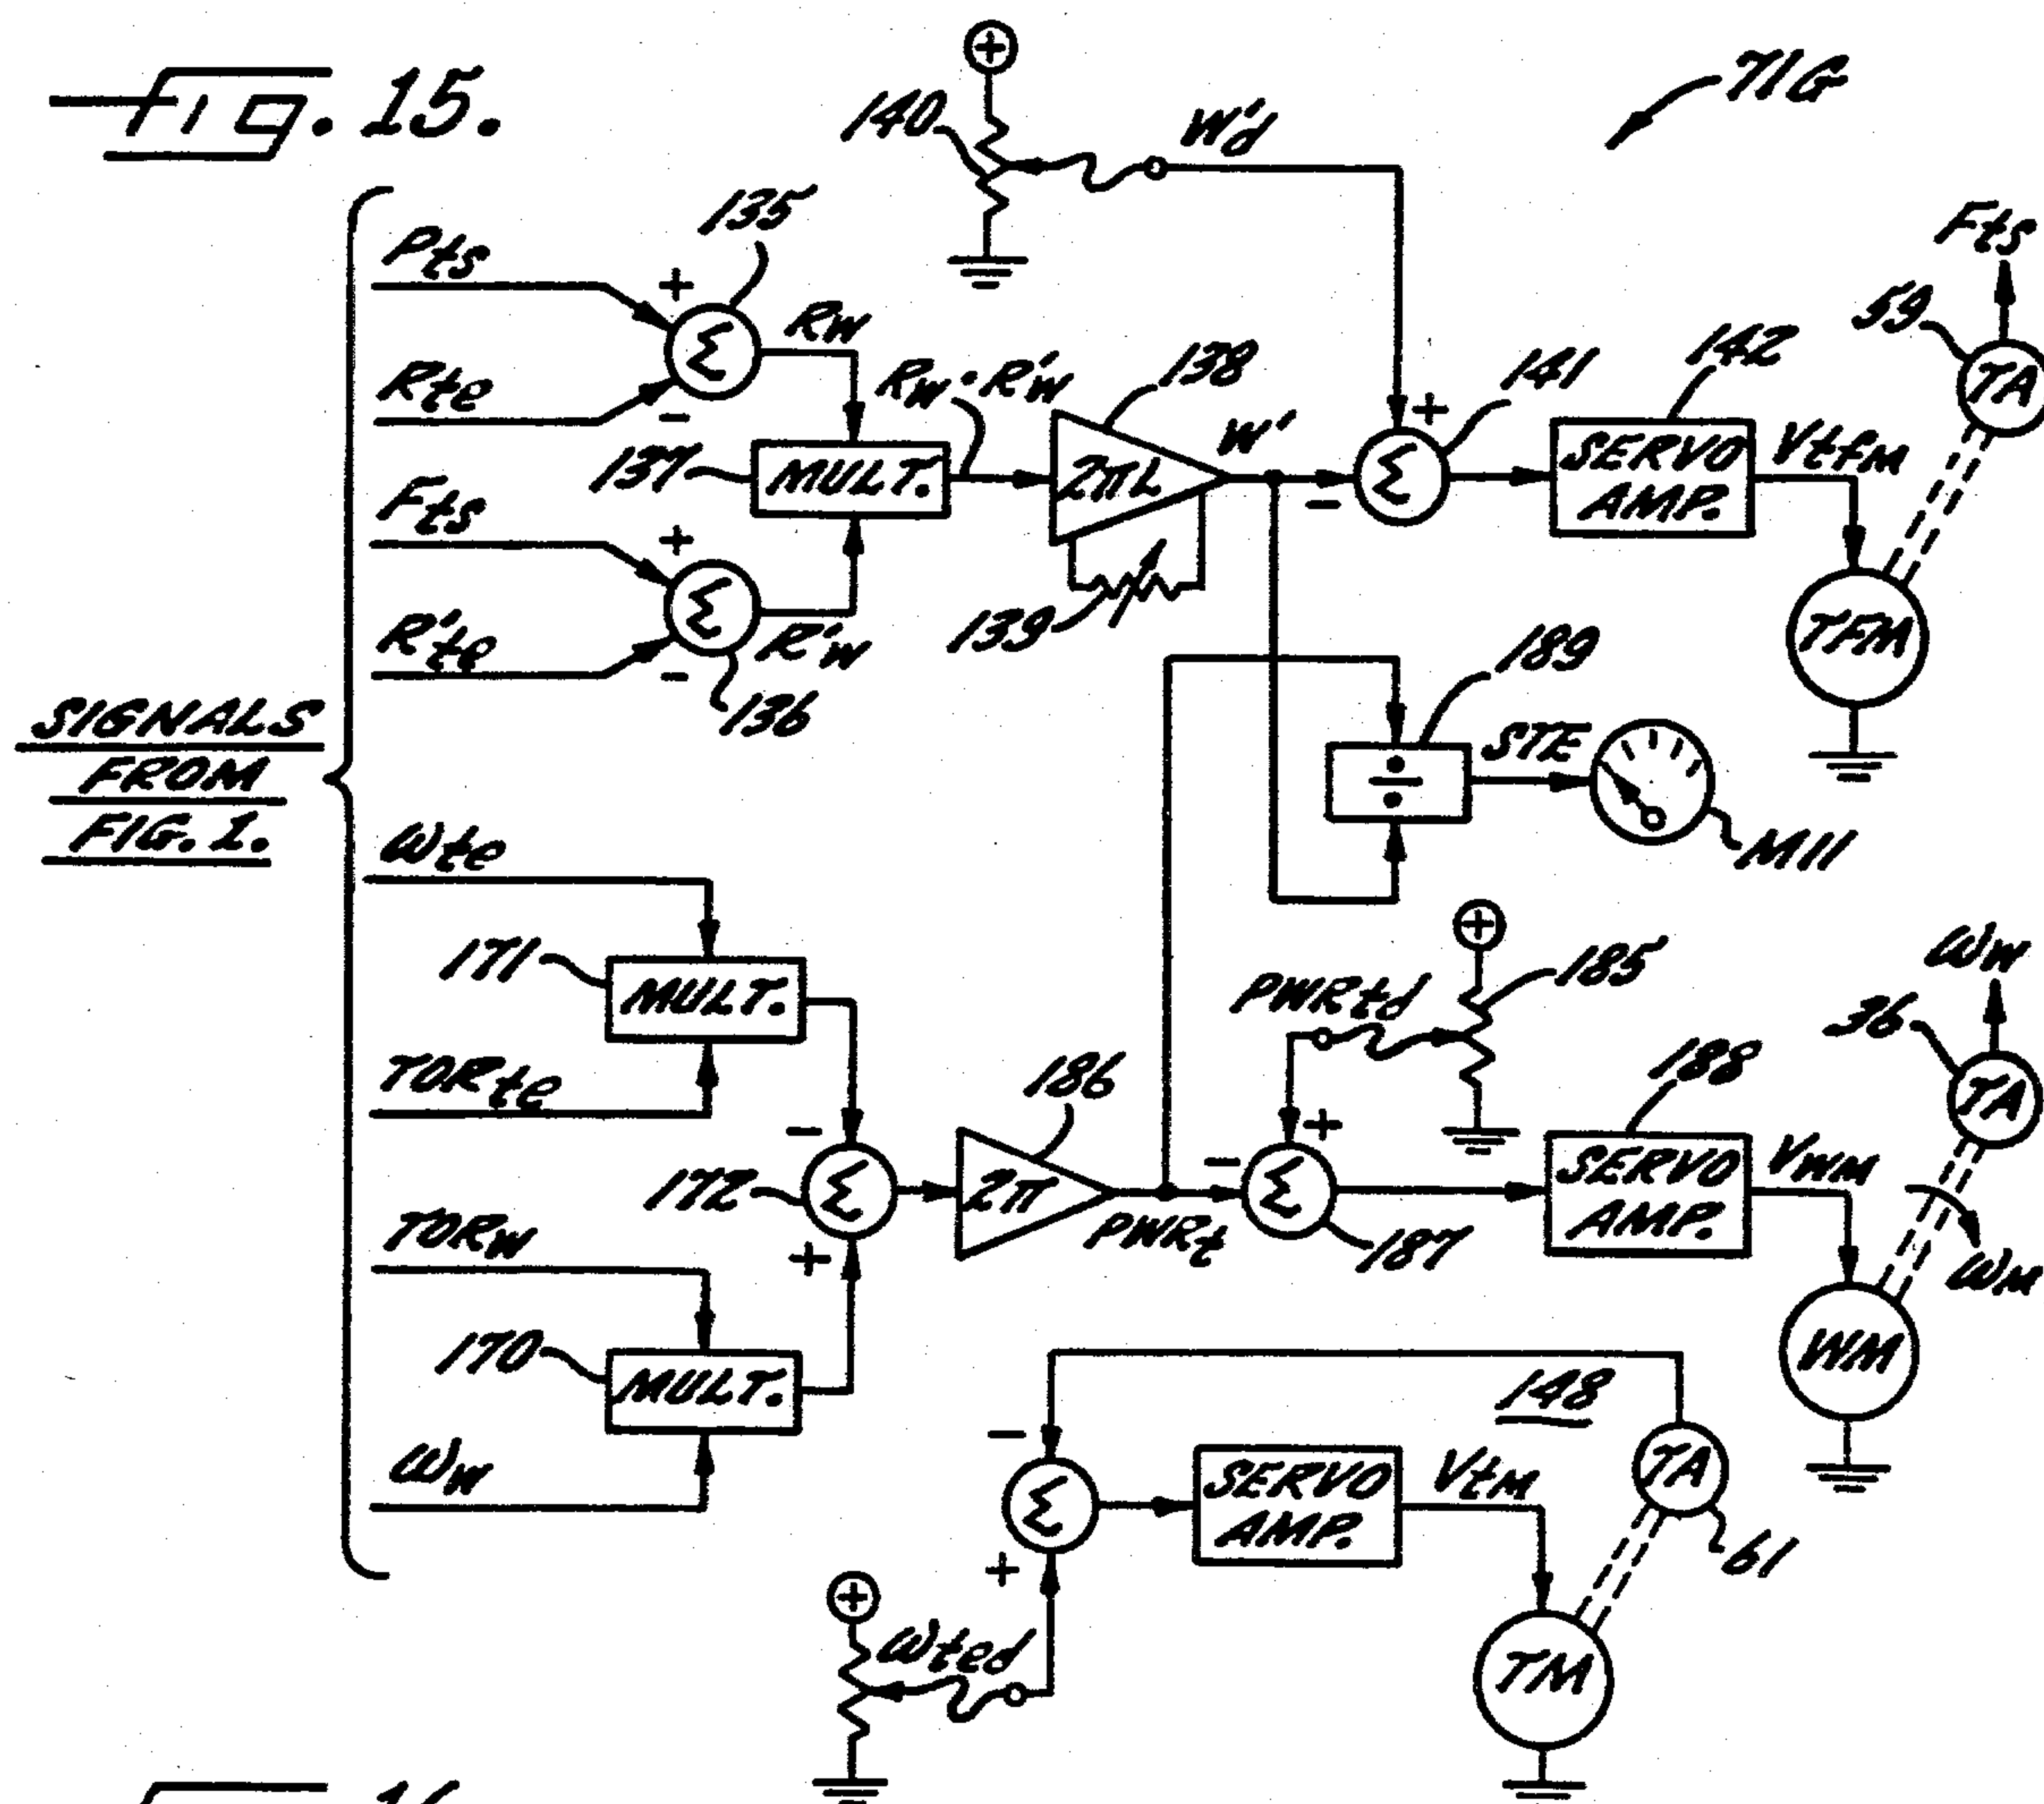 Fig. 15.
71G
140
W'd
135
Pts
+
Rte
-
Σ
Rw
Rw·R'w
138
137
MULT.
2πL
W'
+
-
Σ
141
142
SERVO
AMP.
Vtfm
Fts
59
TA
TFM
Fts
+
R'te
-
Σ
R'w
136
139
189
÷
STE
M11
SIGNALS
FROM
FIG. 1.
ωte
171
MULT.
TORte
-
172
Σ
+
186
2π
PWRt
PWRtd
185
+
-
Σ
187
188
SERVO
AMP.
Vwm
ωw
36
TA
ωm
WM
TORw
170
MULT.
ωw
148
-
Σ
+
SERVO
AMP.
Vtm
TA
61
TM
ωted